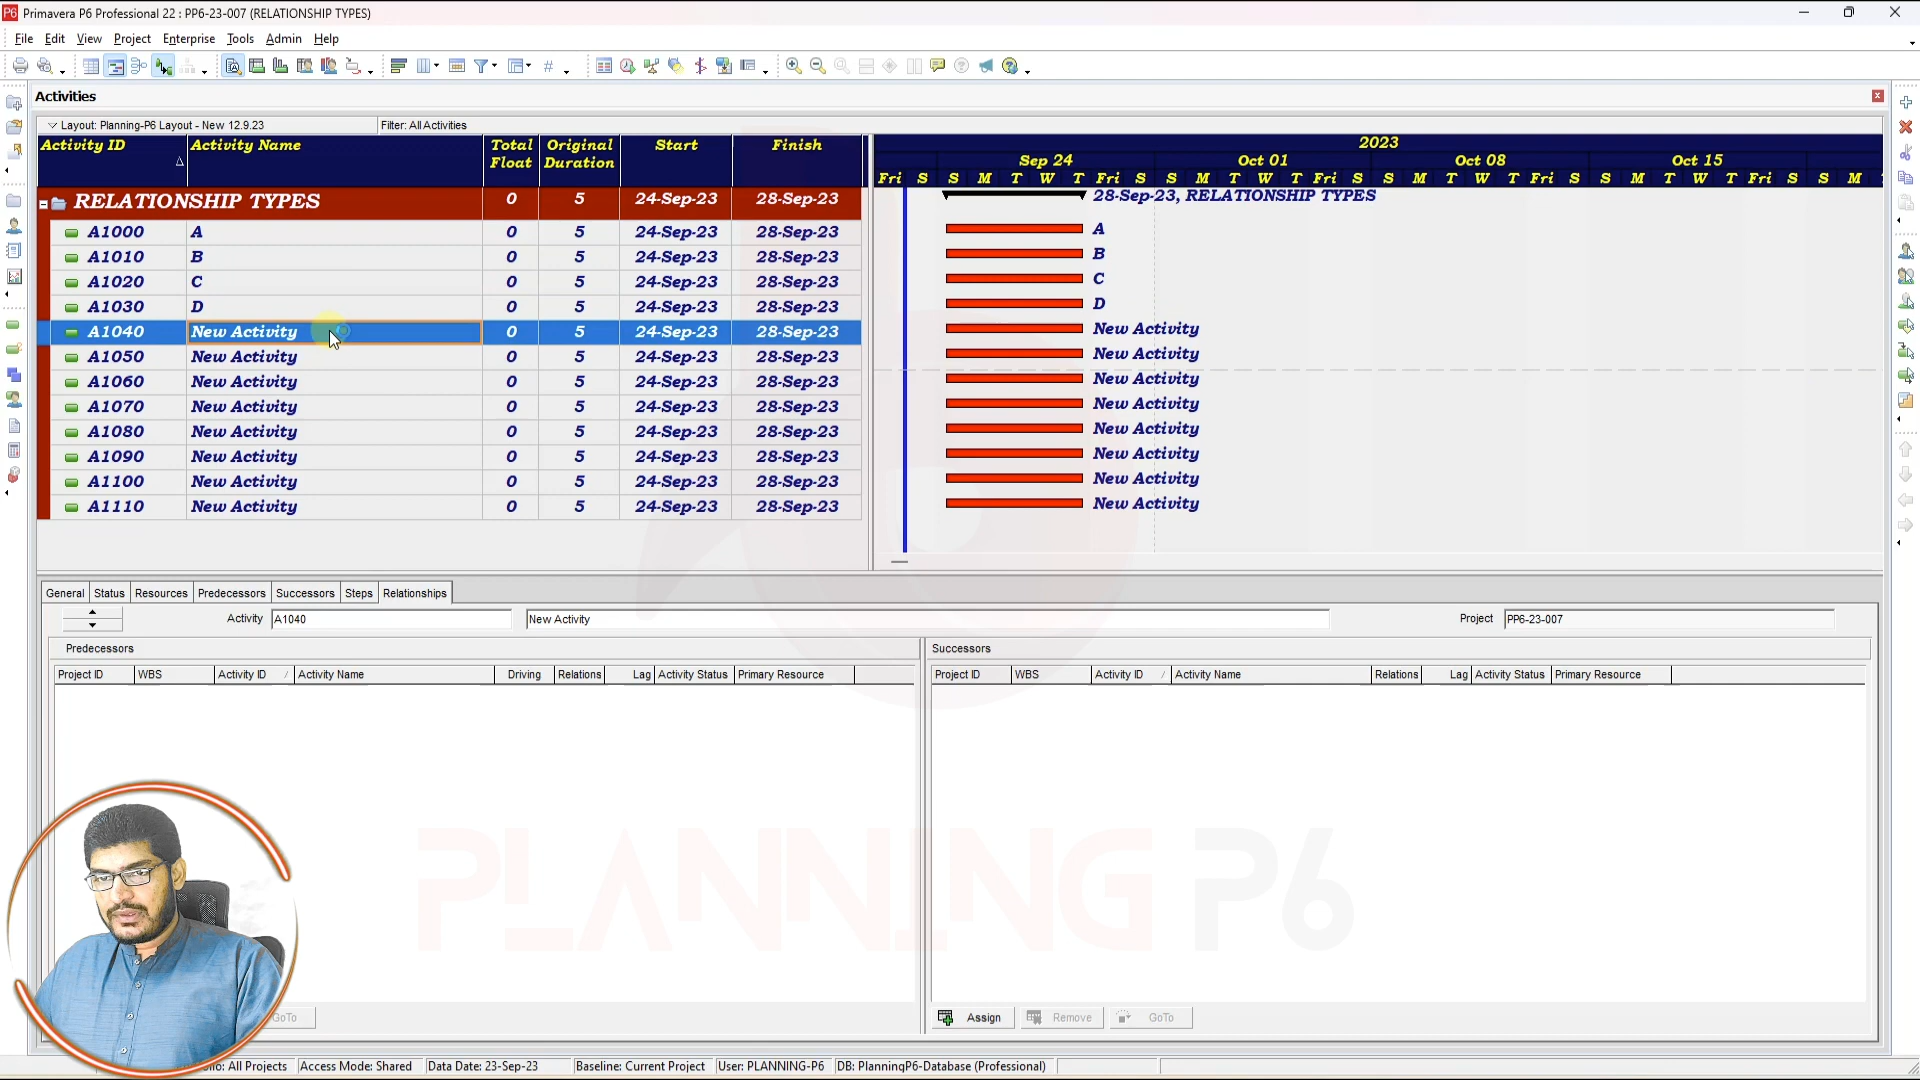 Primavera P6 Professional 22 : PP6-23-007 (RELATIONSHIP TYPES)
File Edit View Project Enterprise Tools Admin Help
Activities
Layout: Planning-P6 Layout - New 12.9.23 Filter: All Activities
Activity ID Activity Name Total Float Original Duration Start Finish
RELATIONSHIP TYPES 0 5 24-Sep-23 28-Sep-23
A1000 A 0 5 24-Sep-23 28-Sep-23
A1010 B 0 5 24-Sep-23 28-Sep-23
A1020 C 0 5 24-Sep-23 28-Sep-23
A1030 D 0 5 24-Sep-23 28-Sep-23
A1040 New Activity 0 5 24-Sep-23 28-Sep-23
A1050 New Activity 0 5 24-Sep-23 28-Sep-23
A1060 New Activity 0 5 24-Sep-23 28-Sep-23
A1070 New Activity 0 5 24-Sep-23 28-Sep-23
A1080 New Activity 0 5 24-Sep-23 28-Sep-23
A1090 New Activity 0 5 24-Sep-23 28-Sep-23
A1100 New Activity 0 5 24-Sep-23 28-Sep-23
A1110 New Activity 0 5 24-Sep-23 28-Sep-23
2023
Sep 24 Oct 01 Oct 08 Oct 15
Fri S S M T W T Fri S S M T W T Fri S S M T W T Fri S S M T W T Fri S S M
28-Sep-23, RELATIONSHIP TYPES
A
B
C
D
New Activity
New Activity
New Activity
New Activity
New Activity
New Activity
New Activity
New Activity
General Status Resources Predecessors Successors Steps Relationships
Activity A1040 New Activity Project PP6-23-007
Predecessors
Project ID WBS Activity ID Activity Name Driving Relations Lag Activity Status Primary Resource
Successors
Project ID WBS Activity ID Activity Name Relations Lag Activity Status Primary Resource
PLANNING P6
GoTo
Assign Remove GoTo
All Projects Access Mode: Shared Data Date: 23-Sep-23 Baseline: Current Project User: PLANNING-P6 DB: PlanningP6-Database (Professional)